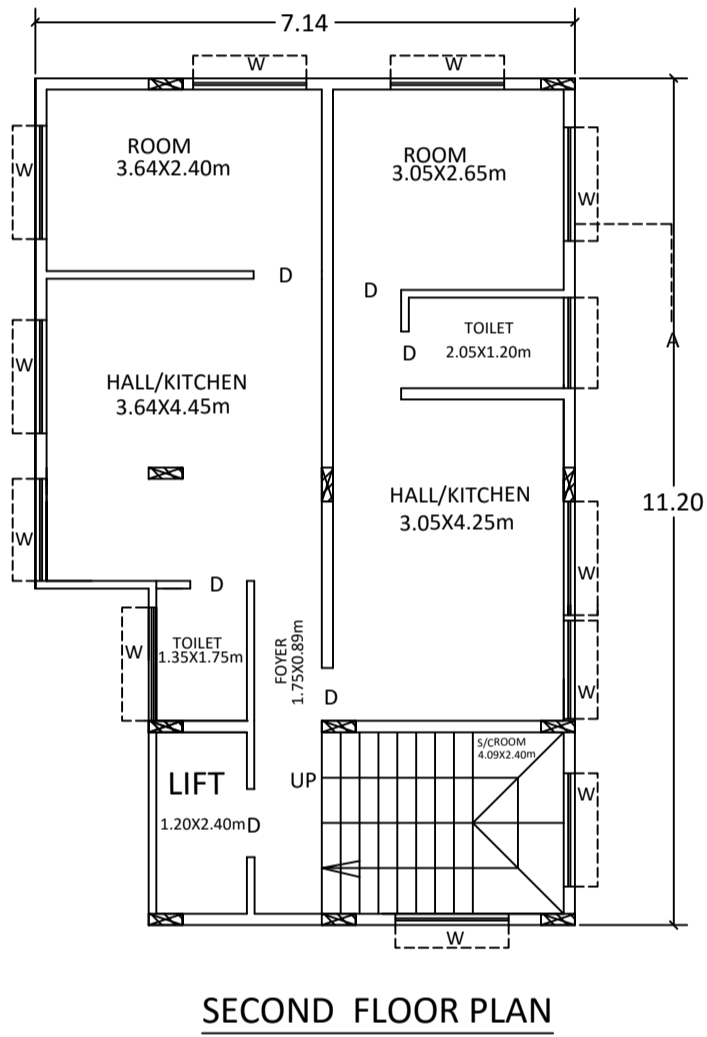 7.14
W
W
ROOM
3.64X2.40m
ROOM
3.05X2.65m
W
W
D
D
TOILET
2.05X1.20m
D
A
W
HALL/KITCHEN
3.64X4.45m
HALL/KITCHEN
3.05X4.25m
11.20
W
W
D
TOILET
1.35X1.75m
W
FOYER
1.75X0.89m
D
W
S/CROOM
4.09X2.40m
LIFT
1.20X2.40m
D
UP
W
W
SECOND FLOOR PLAN